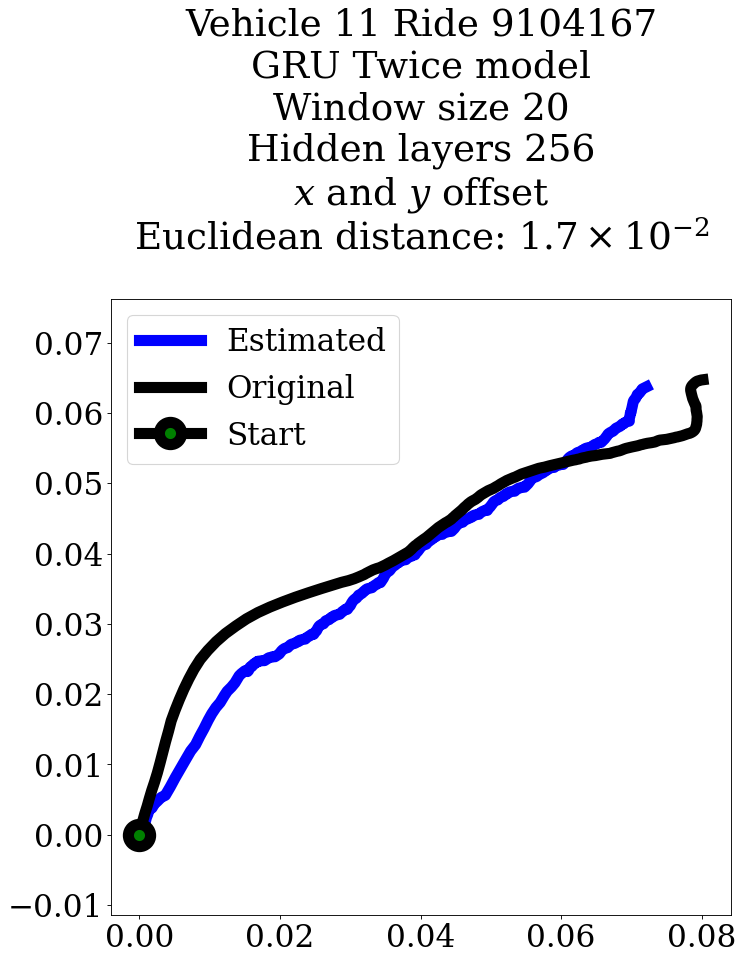 Vehicle 11 Ride 9104167
GRU Twice model
Window size 20
Hidden layers 256
x and y offset
Euclidean distance: 1.7 × 10⁻²
Estimated
Original
Start
0.07
0.06
0.05
0.04
0.03
0.02
0.01
0.00
−0.01
0.00 0.02 0.04 0.06 0.08